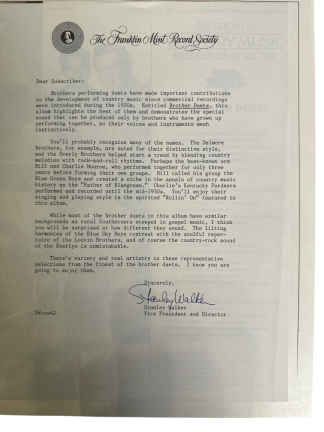 The Franklin Mint Record Society
Dear Subscriber:
Brothers performing duets have made important contributions
to the development of country music since commercial recordings
were introduced during the 1920s. Entitled Brother Duets, this
album highlights the best of them and demonstrates the special
sound that can be produced only by brothers who have grown up
performing together, so their voices and instruments mesh
instinctively.
You'll probably recognize many of the names. The Delmore
Brothers, for example, are noted for their distinctive style,
and the Everly Brothers helped start a trend by blending country
melodies with rock-and-roll rhythms. Perhaps the best-known are
Bill and Charlie Monroe, who performed together for only three
years before forming their own groups. Bill called his group the
Blue Grass Boys and created a niche in the annals of country music
history as the "Father of Bluegrass." Charlie's Kentucky Pardners
performed and recorded until the mid-1950s. You'll enjoy their
singing and playing style in the spirited "Rollin' On" featured in
this album.
While most of the brother duets in this album have similar
backgrounds as rural Southerners steeped in gospel music, I think
you will be surprised at how different they sound. The lilting
harmonies of the Blue Sky Boys contrast with the soulful reper-
toire of the Louvin Brothers, and of course the country-rock sound
of the Everlys is unmistakable.
There's variety and real artistry in these representative
selections from the finest of the brother duets. I know you are
going to enjoy them.
Stanley Walker
Stanley Walker
Vice President and Director